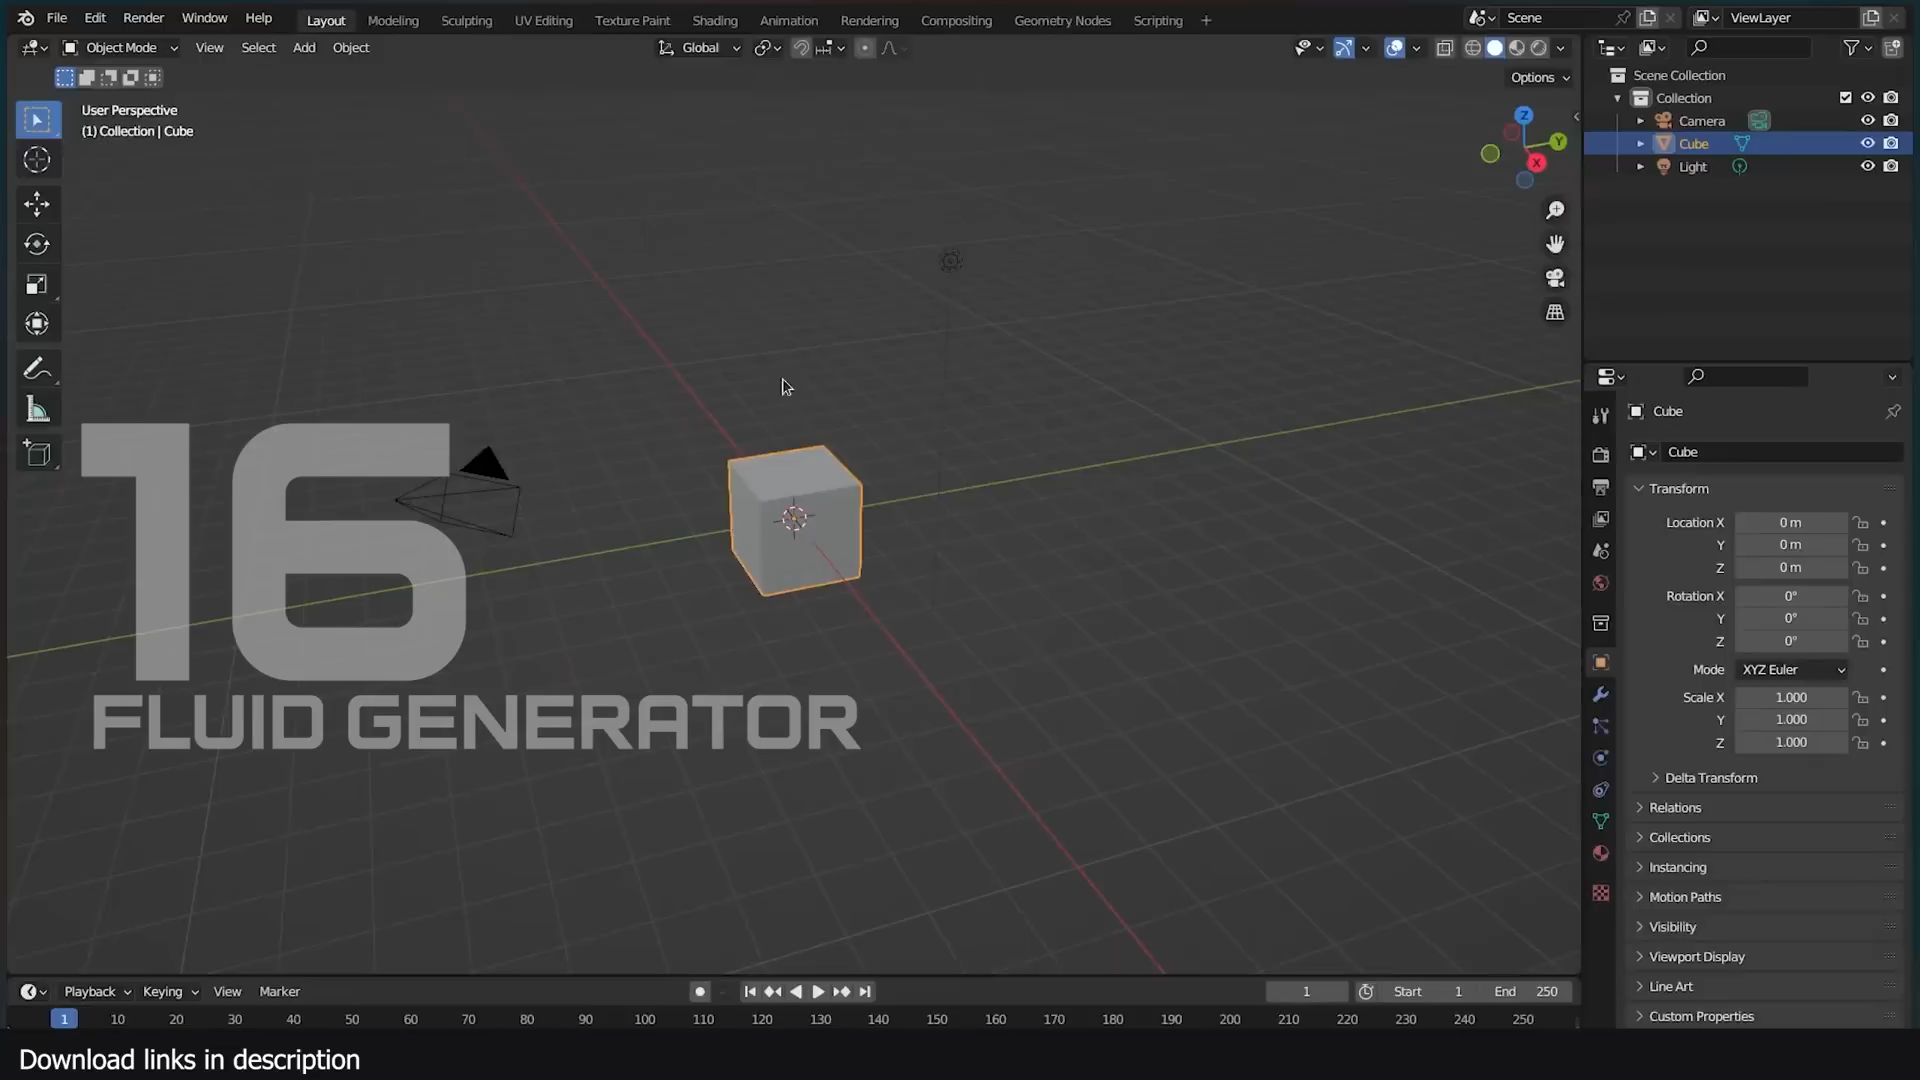 File Edit Render Window Help Layout Modeling Sculpting UV Editing Texture Paint Shading Animation Rendering Compositing Geometry Nodes Scripting + Scene ViewLayer
Object Mode View Select Add Object Global
Options
User Perspective
(1) Collection | Cube
Z
Y
X
Scene Collection
Collection
Camera
Cube
Light
Cube
Cube
Transform
Location X 0 m
Y 0 m
Z 0 m
Rotation X 0°
Y 0°
Z 0°
Mode XYZ Euler
Scale X 1.000
Y 1.000
Z 1.000
Delta Transform
Relations
Collections
Instancing
Motion Paths
Visibility
Viewport Display
Line Art
Custom Properties
16
FLUID GENERATOR
Playback Keying View Marker 1 Start 1 End 250
1 10 20 30 40 50 60 70 80 90 100 110 120 130 140 150 160 170 180 190 200 210 220 230 240 250
Download links in description